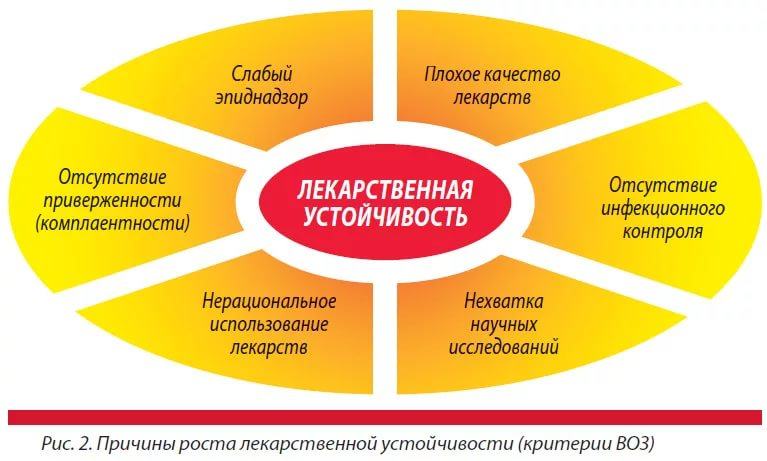 Слабый
эпиднадзор
Плохое качество
лекарств
Отсутствие
приверженности
(комплаентности)
ЛЕКАРСТВЕННАЯ
УСТОЙЧИВОСТЬ
Отсутствие
инфекционного
контроля
Нерациональное
использование
лекарств
Нехватка
научных
исследований
Рис. 2. Причины роста лекарственной устойчивости (критерии ВОЗ)